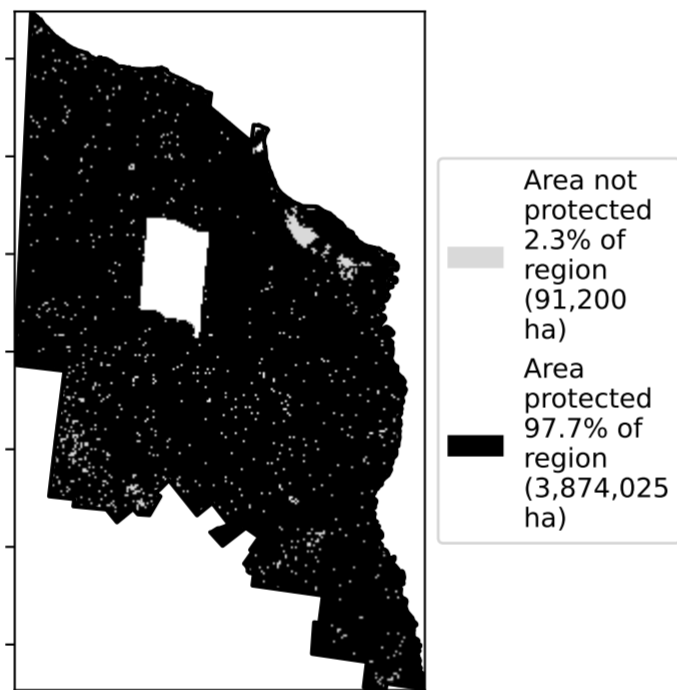 Area not
protected
2.3% of
region
(91,200
ha)
Area
protected
97.7% of
region
(3,874,025
ha)